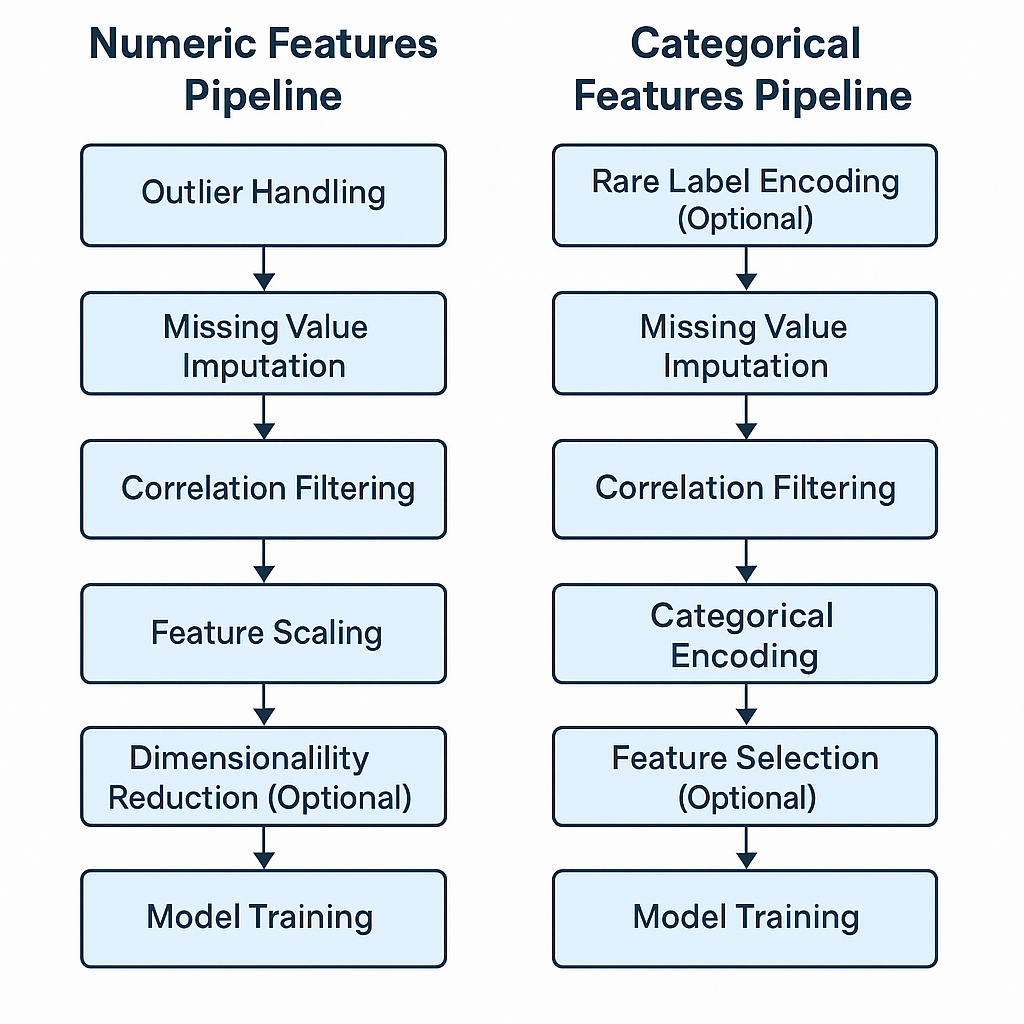 Numeric Features
Pipeline
Outlier Handling
Missing Value
Imputation
Correlation Filtering
Feature Scaling
Dimensionalility
Reduction (Optional)
Model Training
Categorical
Features Pipeline
Rare Label Encoding
(Optional)
Missing Value
Imputation
Correlation Filtering
Categorical
Encoding
Feature Selection
(Optional)
Model Training